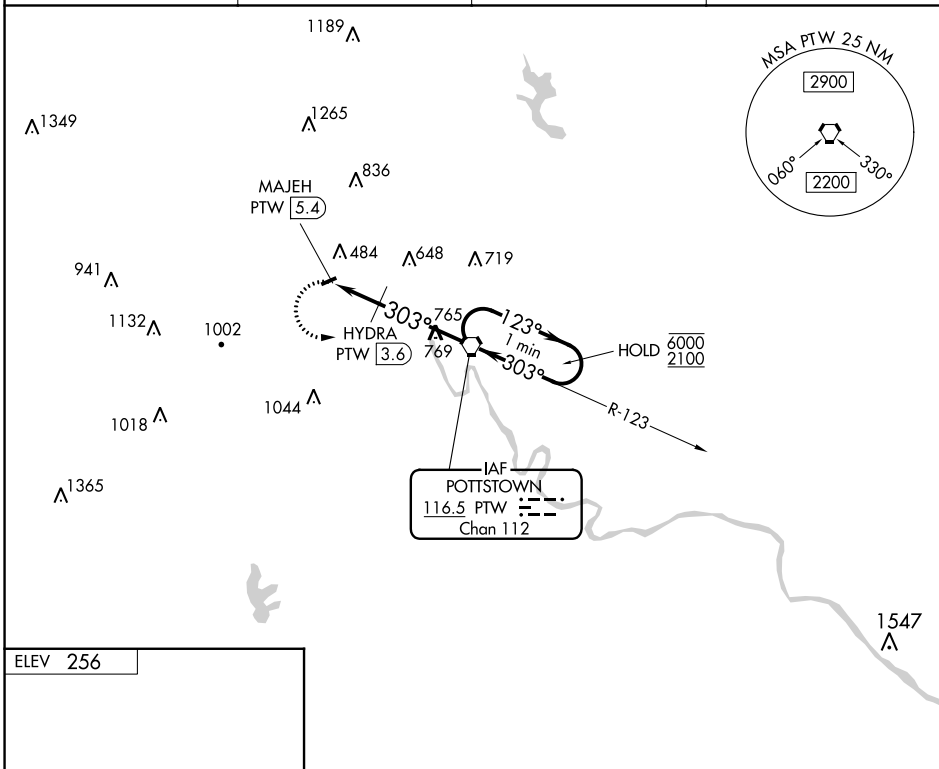 1189
MSA PTW 25 NM
2900
060°
330°
2200
1349
1265
836
MAJEH
PTW 5.4
484
648
719
941
1132
1002
303°
765
769
HYDRA
PTW 3.6
123°
1 min
303°
HOLD 6000
2100
1044
1018
R-123
1365
IAF
POTTSTOWN
116.5 PTW
Chan 112
1547
ELEV 256